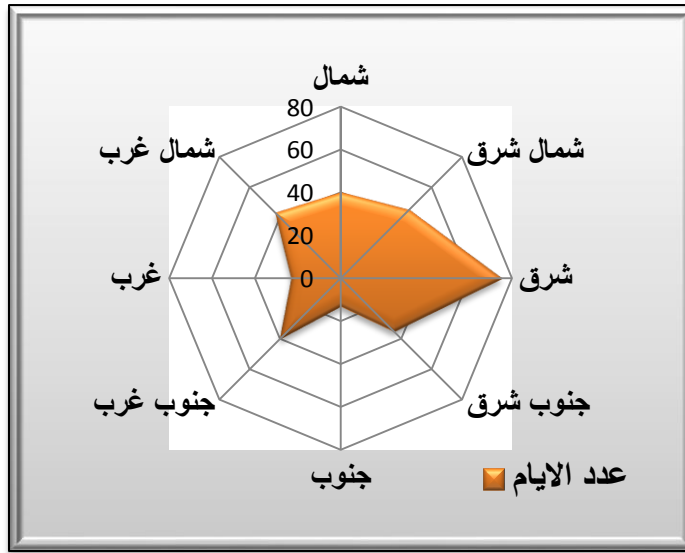 شمال
80
شمال غرب
شمال شرق
60
40
20
غرب
0
شرق
جنوب غرب
جنوب شرق
جنوب
عدد الايام